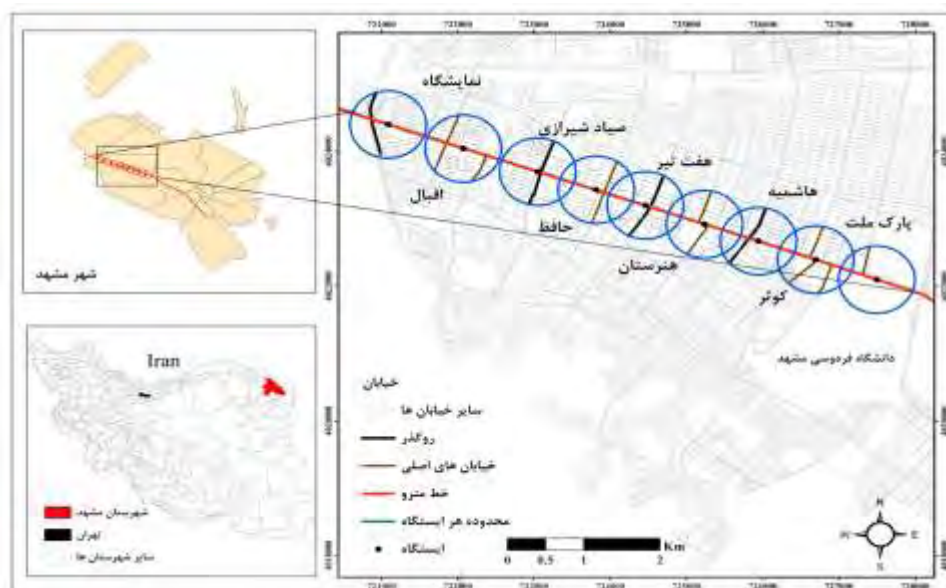 شهر مشهد
Iran
شهرستان مشهد
تهران
سایر شهرستان ها
نمایشگاه
اقبال
صیاد شیرازی
حافظ
هفت تیر
هنرستان
هاشمیه
کوثر
پارک ملت
دانشگاه فردوسی مشهد
خیابان
سایر خیابان ها
روگذر
خیابان های اصلی
خط مترو
محدوده هر ایستگاه
ایستگاه
0 0.5 1 2 Km
N
W E
S